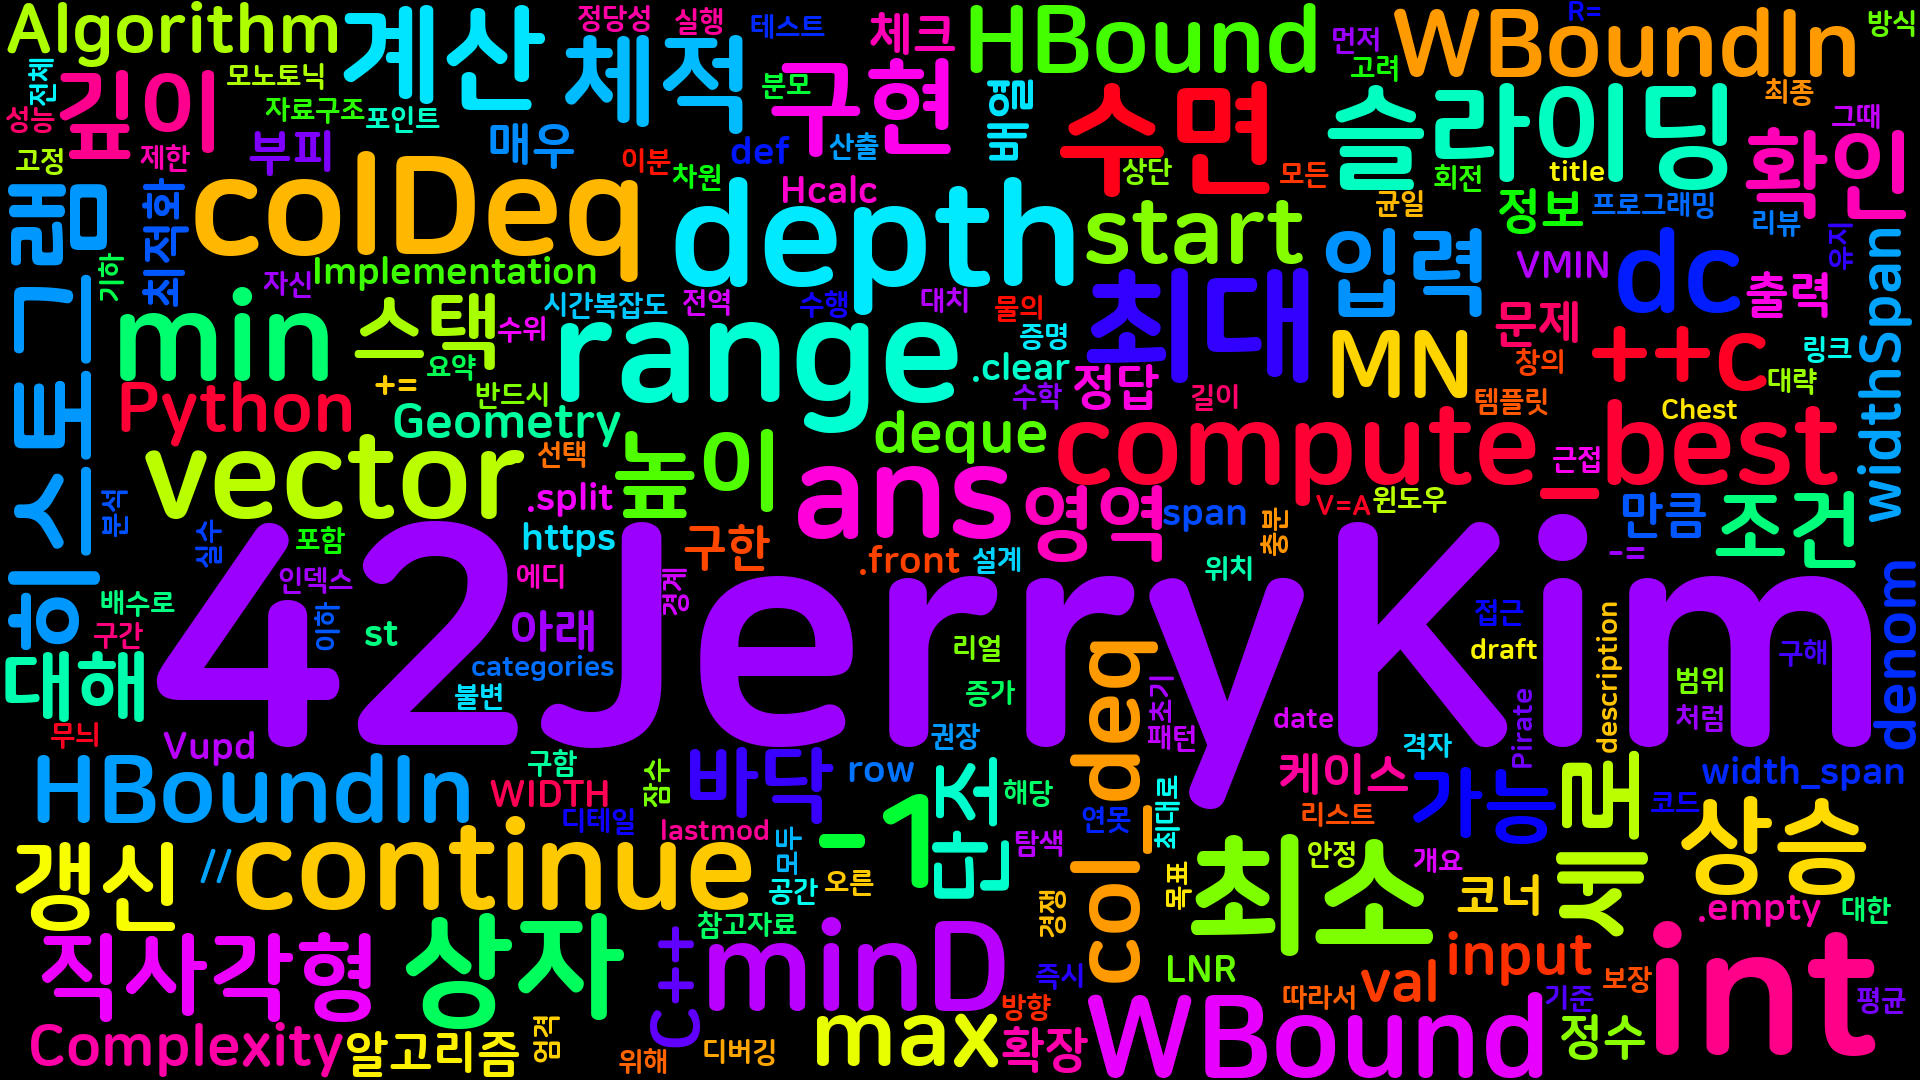 Algorithm
계산
정당성
실행
테스트
체크
HBound
먼저
R=
WBoundIn
방식
전체
깊이
모노토닉
체적
분모
구현
고려
최종
성능
자료구조
포인트
배열
수면
슬라이딩
그때
고정
제한
부피
매우
이분
def
산출
상단
모든
회전
title
확인
히스토그램
최적화
colDeq
차원
Hcalc
depth
start
균일
정보
프로그래밍
리뷰
유지
기하
자신
Implementation
입력
VMIN
dc
출력
widthSpan
min
스택
수위
시간복잡도
전역
수행
대치
물의
증명
최대
MN
문제
++c
링크
창의
대략
요약
range
.clear
정답
+=
반드시
수학
길이
템플릿
Chest
Python
Geometry
deque
compute_best
근접
vector
선택
높이
ans
영역
V=A
윈도우
만큼
조건
분석
.split
span
실수
포함
https
구한
.front
설계
충분
위치
-=
인덱스
에디
경계
42JerryKim
배수로
구간
이하
st
아래
리얼
접근
draft
description
범위
구해
처럼
denom
대해
categories
불변
증가
col_deq
초기
date
Pirate
무늬
Vupd
권장
패턴
격자
HBoundIn
구함
WIDTH
잠수
바닥
row
단조
해당
최대로
케이스
가능
세로
width_span
디테일
lastmod
연못
리스트
코드
갱신
//
continue
모두
-1
공간
오른
탐색
목표
최소
안정
개요
코너
상승
직사각형
상자
참고자료
minD
경쟁
.empty
대한
C++
즉시
LNR
따라서
val
input
기준
보장
int
평균
Complexity
알고리즘
엄격
위해
디버깅
max
방향
확장
WBound
정수